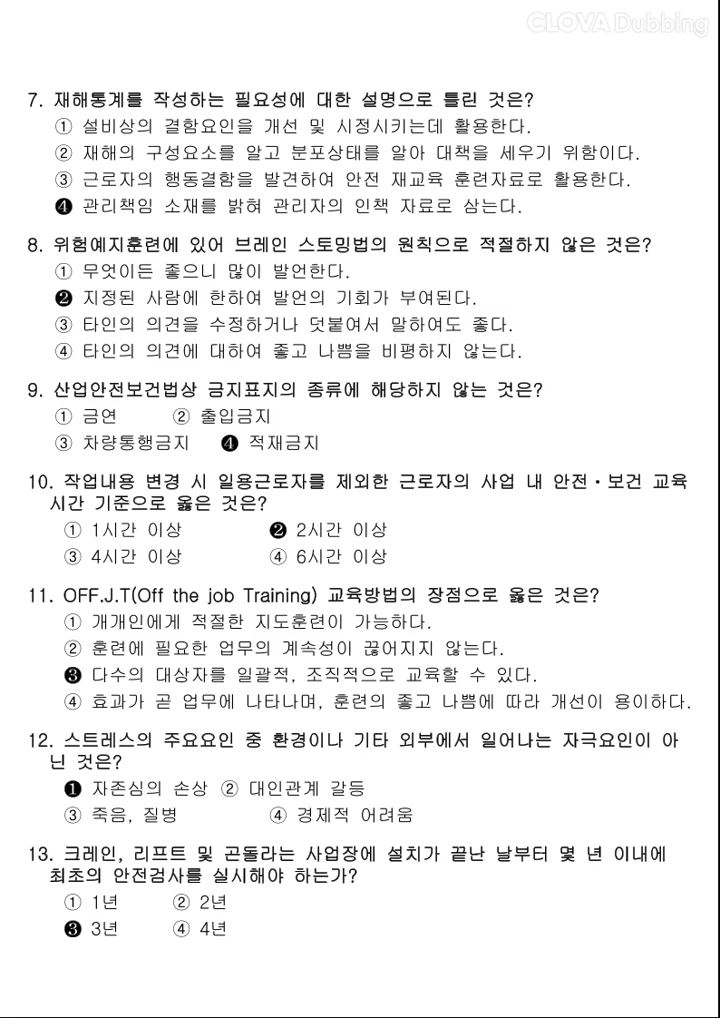 CLOVA Dubbing
7. 재해통계를 작성하는 필요성에 대한 설명으로 틀린 것은?
① 설비상의 결함요인을 개선 및 시정시키는데 활용한다.
② 재해의 구성요소를 알고 분포상태를 알아 대책을 세우기 위함이다.
③ 근로자의 행동결함을 발견하여 안전 재교육 훈련자료로 활용한다.
❹ 관리책임 소재를 밝혀 관리자의 인책 자료로 삼는다.
8. 위험예지훈련에 있어 브레인 스토밍법의 원칙으로 적절하지 않은 것은?
① 무엇이든 좋으니 많이 발언한다.
❷ 지정된 사람에 한하여 발언의 기회가 부여된다.
③ 타인의 의견을 수정하거나 덧붙여서 말하여도 좋다.
④ 타인의 의견에 대하여 좋고 나쁨을 비평하지 않는다.
9. 산업안전보건법상 금지표지의 종류에 해당하지 않는 것은?
① 금연 ② 출입금지
③ 차량통행금지 ❹ 적재금지
10. 작업내용 변경 시 일용근로자를 제외한 근로자의 사업 내 안전·보건 교육
시간 기준으로 옳은 것은?
① 1시간 이상 ❷ 2시간 이상
③ 4시간 이상 ④ 6시간 이상
11. OFF.J.T(Off the job Training) 교육방법의 장점으로 옳은 것은?
① 개개인에게 적절한 지도훈련이 가능하다.
② 훈련에 필요한 업무의 계속성이 끊어지지 않는다.
❸ 다수의 대상자를 일괄적, 조직적으로 교육할 수 있다.
④ 효과가 곧 업무에 나타나며, 훈련의 좋고 나쁨에 따라 개선이 용이하다.
12. 스트레스의 주요요인 중 환경이나 기타 외부에서 일어나는 자극요인이 아
닌 것은?
❶ 자존심의 손상 ② 대인관계 갈등
③ 죽음, 질병 ④ 경제적 어려움
13. 크레인, 리프트 및 곤돌라는 사업장에 설치가 끝난 날부터 몇 년 이내에
최초의 안전검사를 실시해야 하는가?
① 1년 ② 2년
❸ 3년 ④ 4년